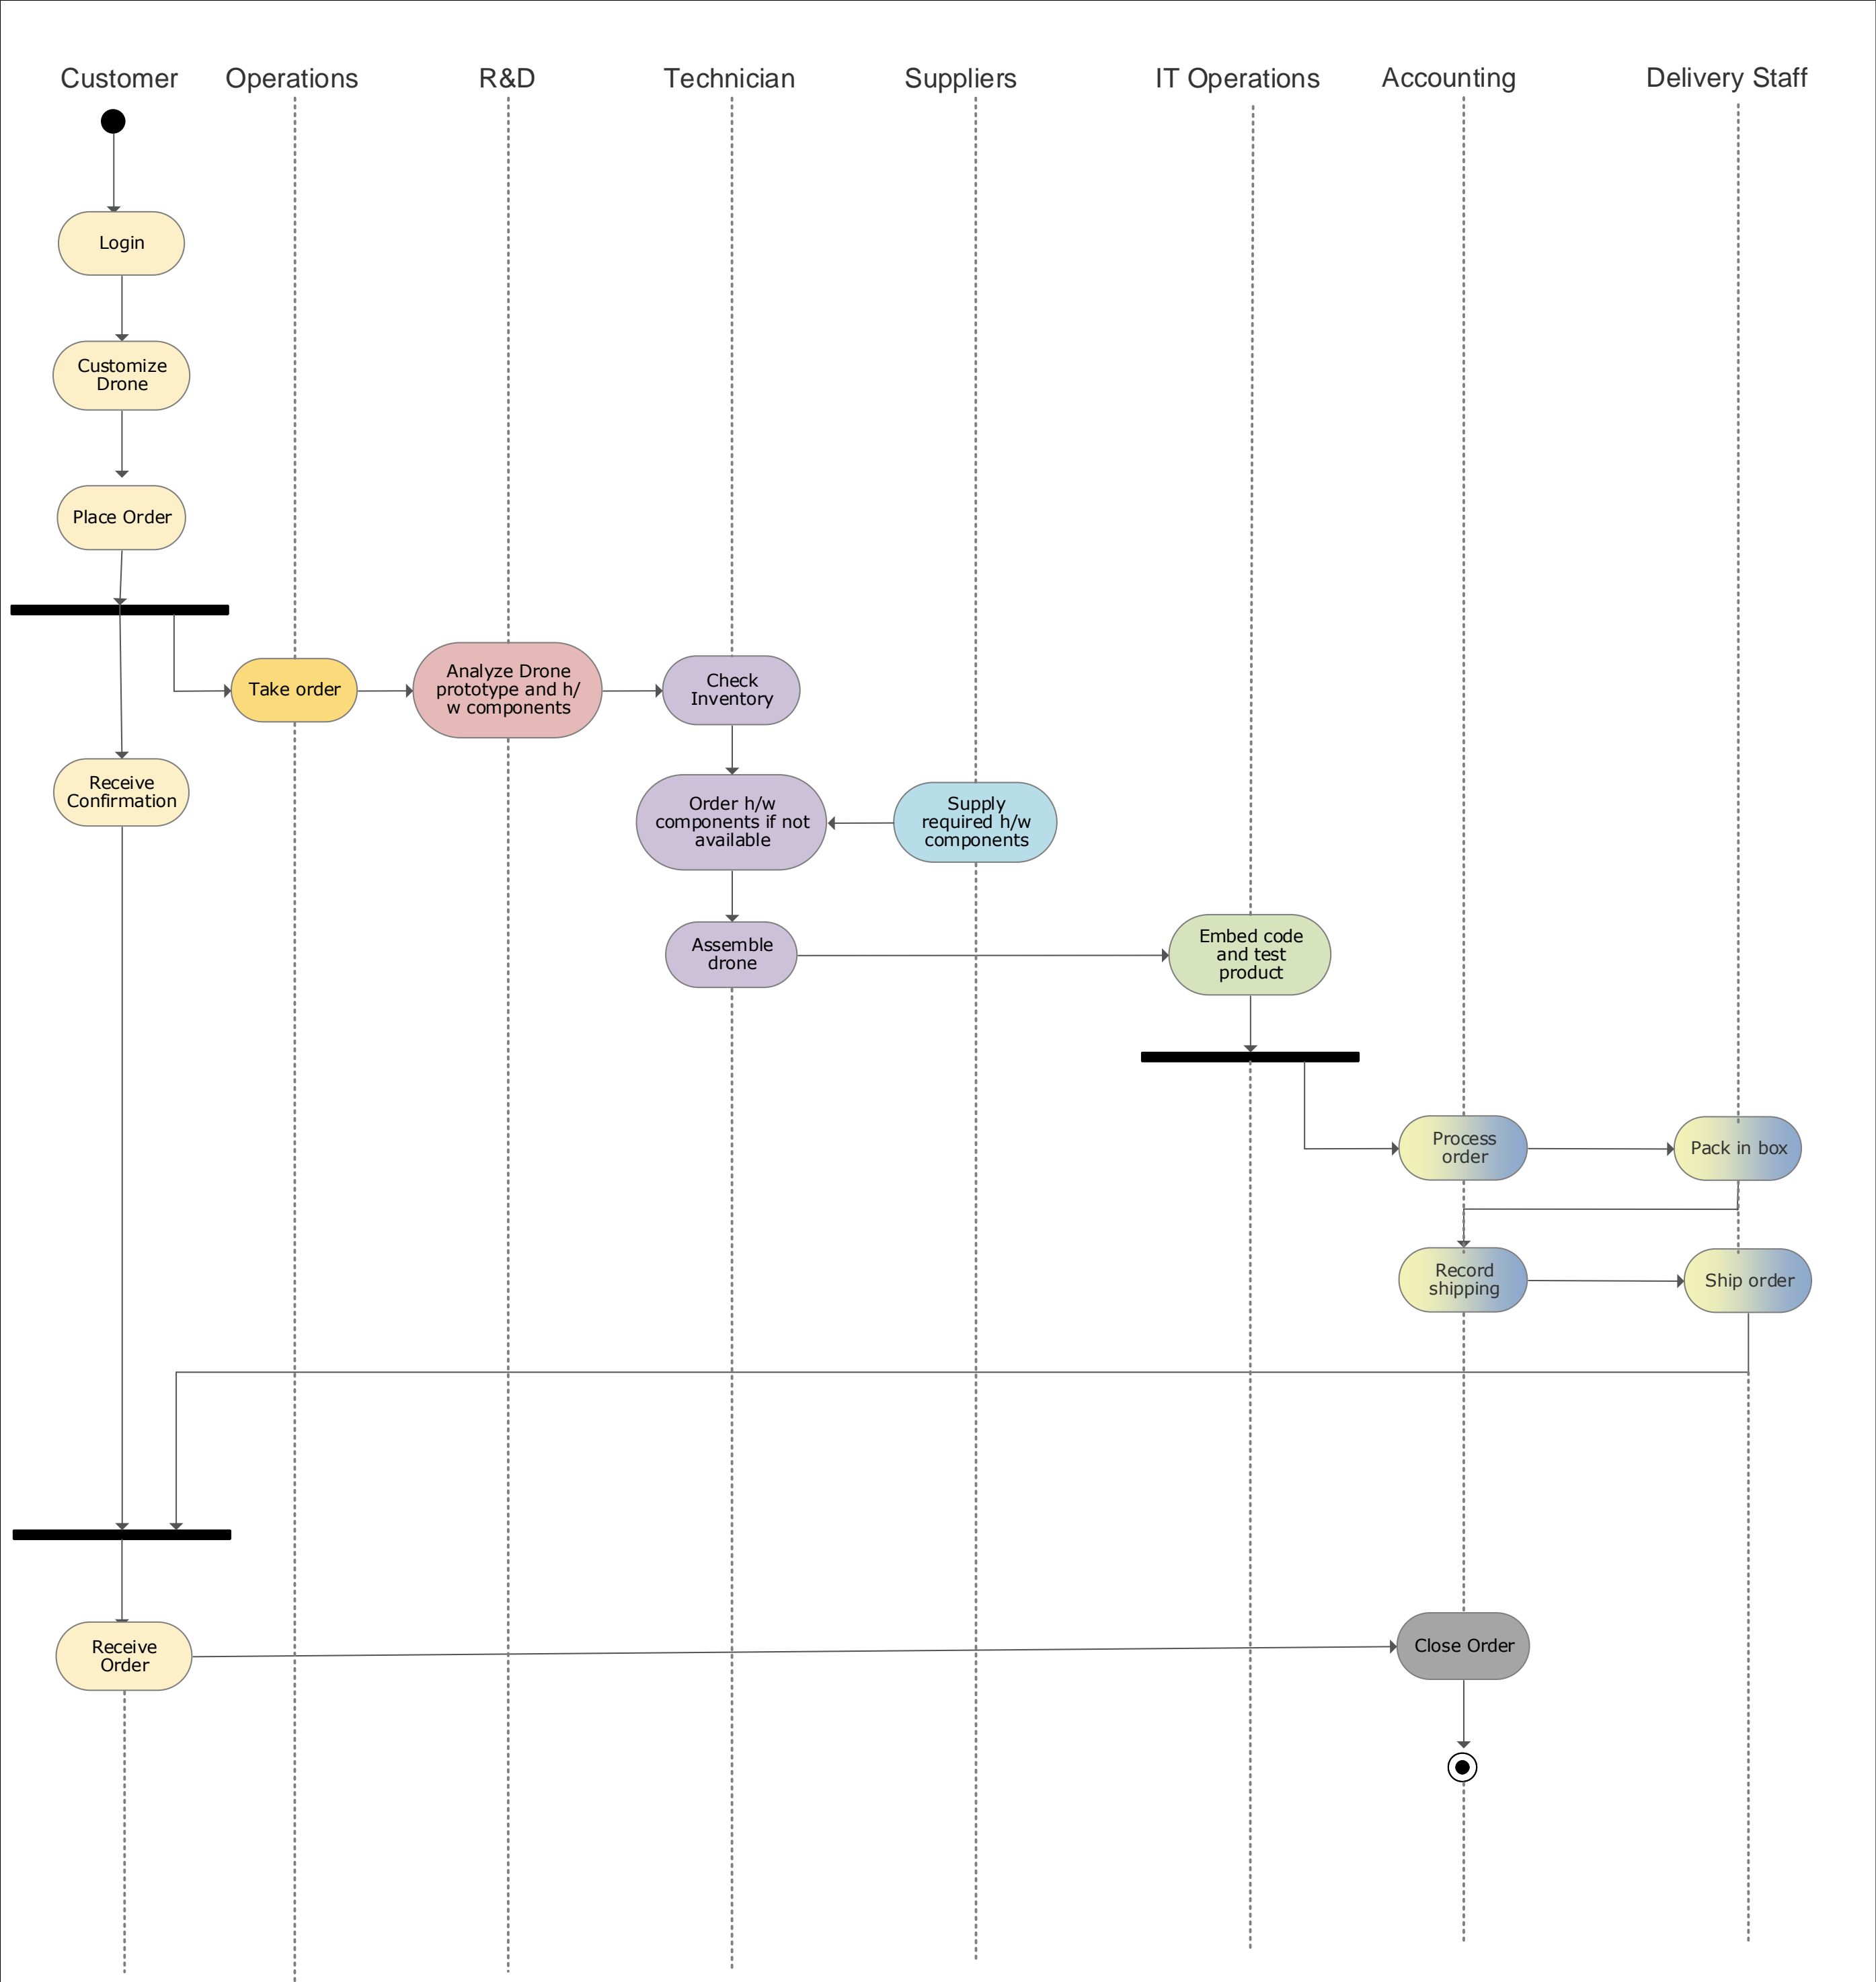 Customer
Operations
R&D
Technician
Suppliers
IT Operations
Accounting
Delivery Staff
Login
Customize
Drone
Place Order
Take order
Analyze Drone
prototype and h/
w components
Check
Inventory
Receive
Confirmation
Order h/w
components if not
available
Supply
required h/w
components
Assemble
drone
Embed code
and test
product
Process
order
Pack in box
Record
shipping
Ship order
Receive
Order
Close Order